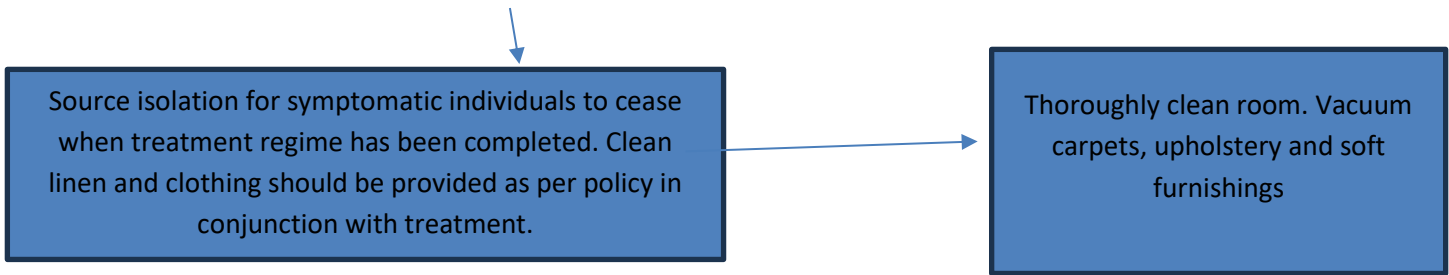 Source isolation for symptomatic individuals to cease
when treatment regime has been completed. Clean
linen and clothing should be provided as per policy in
conjunction with treatment.
Thoroughly clean room. Vacuum
carpets, upholstery and soft
furnishings